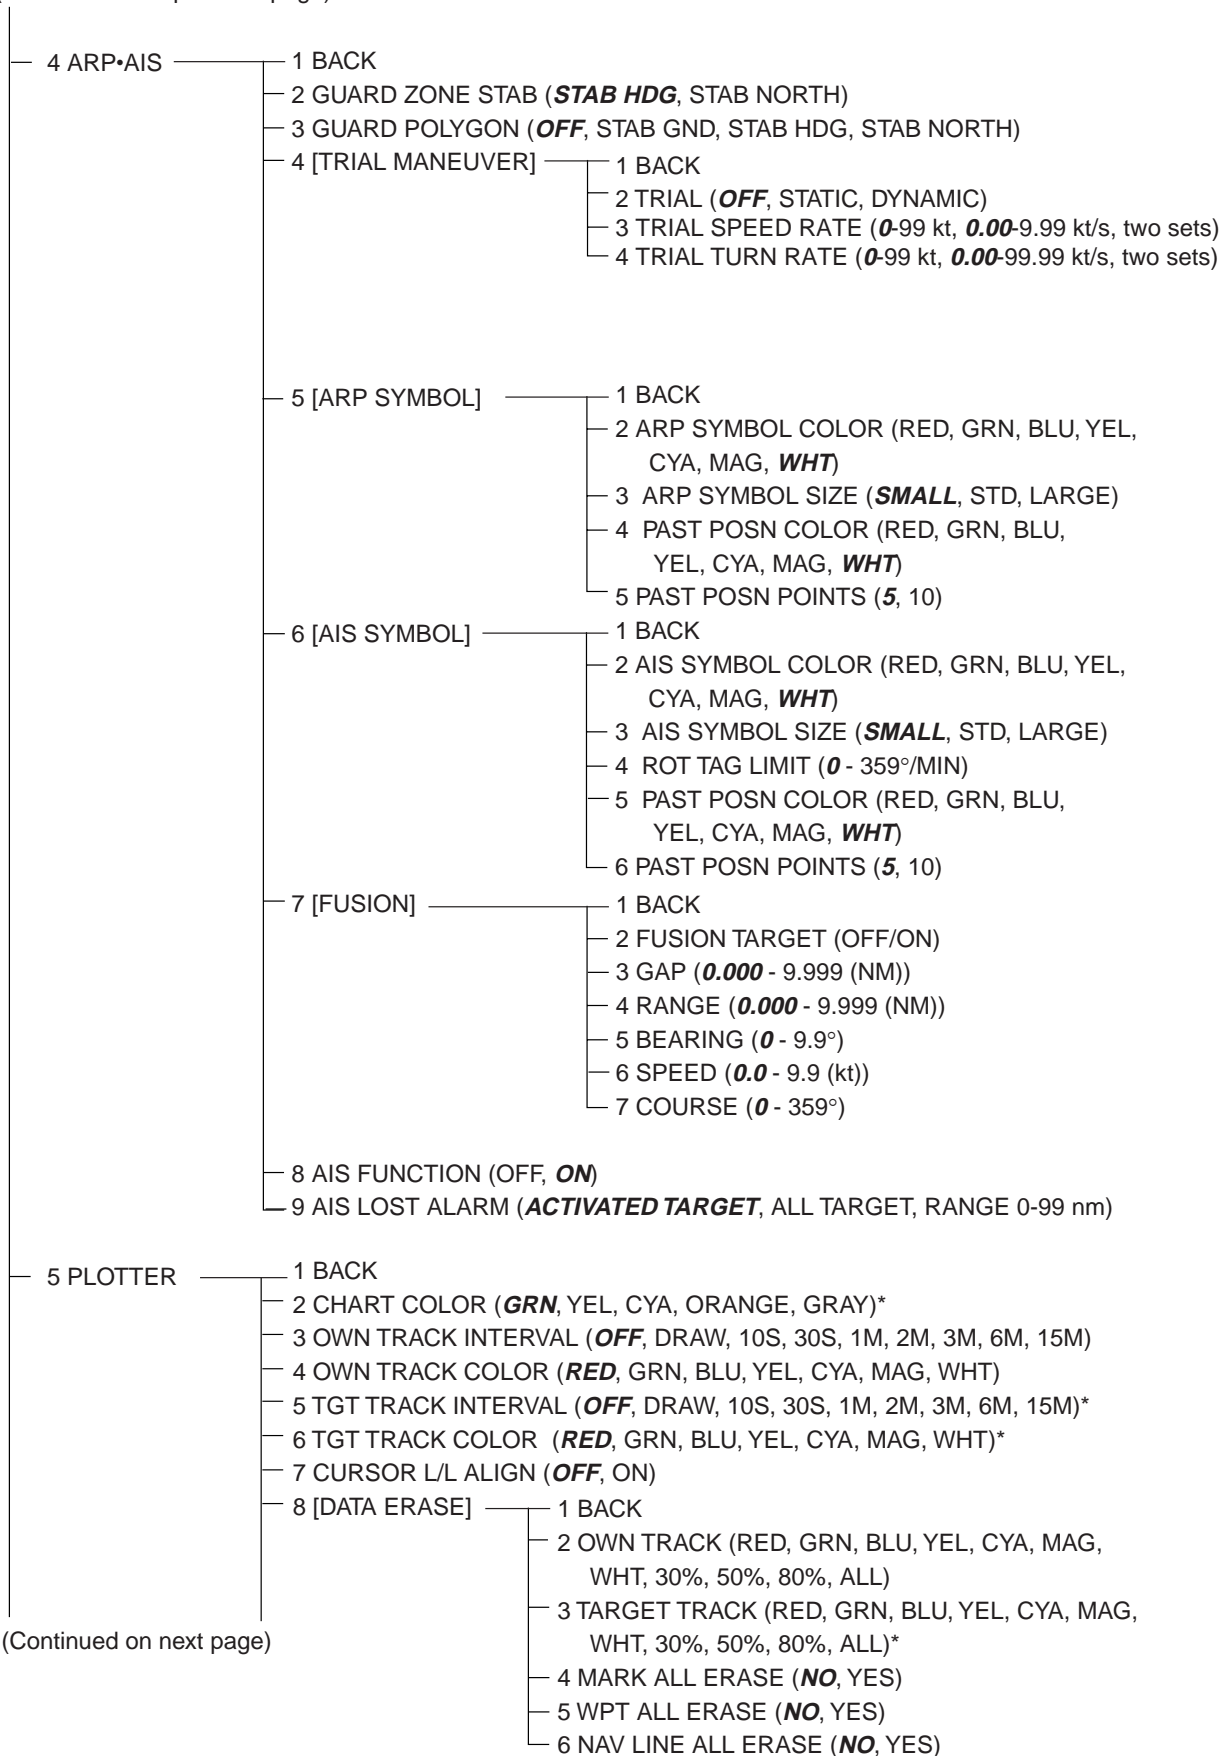 4 ARP•AIS
1 BACK
2 GUARD ZONE STAB (STAB HDG, STAB NORTH)
3 GUARD POLYGON (OFF, STAB GND, STAB HDG, STAB NORTH)
4 [TRIAL MANEUVER]
1 BACK
2 TRIAL (OFF, STATIC, DYNAMIC)
3 TRIAL SPEED RATE (0-99 kt, 0.00-9.99 kt/s, two sets)
4 TRIAL TURN RATE (0-99 kt, 0.00-99.99 kt/s, two sets)
5 [ARP SYMBOL]
1 BACK
2 ARP SYMBOL COLOR (RED, GRN, BLU, YEL,
CYA, MAG, WHT)
3 ARP SYMBOL SIZE (SMALL, STD, LARGE)
4 PAST POSN COLOR (RED, GRN, BLU,
YEL, CYA, MAG, WHT)
5 PAST POSN POINTS (5, 10)
6 [AIS SYMBOL]
1 BACK
2 AIS SYMBOL COLOR (RED, GRN, BLU, YEL,
CYA, MAG, WHT)
3 AIS SYMBOL SIZE (SMALL, STD, LARGE)
4 ROT TAG LIMIT (0 - 359°/MIN)
5 PAST POSN COLOR (RED, GRN, BLU,
YEL, CYA, MAG, WHT)
6 PAST POSN POINTS (5, 10)
7 [FUSION]
1 BACK
2 FUSION TARGET (OFF/ON)
3 GAP (0.000 - 9.999 (NM))
4 RANGE (0.000 - 9.999 (NM))
5 BEARING (0 - 9.9°)
6 SPEED (0.0 - 9.9 (kt))
7 COURSE (0 - 359°)
8 AIS FUNCTION (OFF, ON)
9 AIS LOST ALARM (ACTIVATED TARGET, ALL TARGET, RANGE 0-99 nm)
5 PLOTTER
1 BACK
2 CHART COLOR (GRN, YEL, CYA, ORANGE, GRAY)*
3 OWN TRACK INTERVAL (OFF, DRAW, 10S, 30S, 1M, 2M, 3M, 6M, 15M)
4 OWN TRACK COLOR (RED, GRN, BLU, YEL, CYA, MAG, WHT)
5 TGT TRACK INTERVAL (OFF, DRAW, 10S, 30S, 1M, 2M, 3M, 6M, 15M)*
6 TGT TRACK COLOR (RED, GRN, BLU, YEL, CYA, MAG, WHT)*
7 CURSOR L/L ALIGN (OFF, ON)
8 [DATA ERASE]
1 BACK
2 OWN TRACK (RED, GRN, BLU, YEL, CYA, MAG,
WHT, 30%, 50%, 80%, ALL)
3 TARGET TRACK (RED, GRN, BLU, YEL, CYA, MAG,
WHT, 30%, 50%, 80%, ALL)*
4 MARK ALL ERASE (NO, YES)
5 WPT ALL ERASE (NO, YES)
6 NAV LINE ALL ERASE (NO, YES)
(Continued on next page)